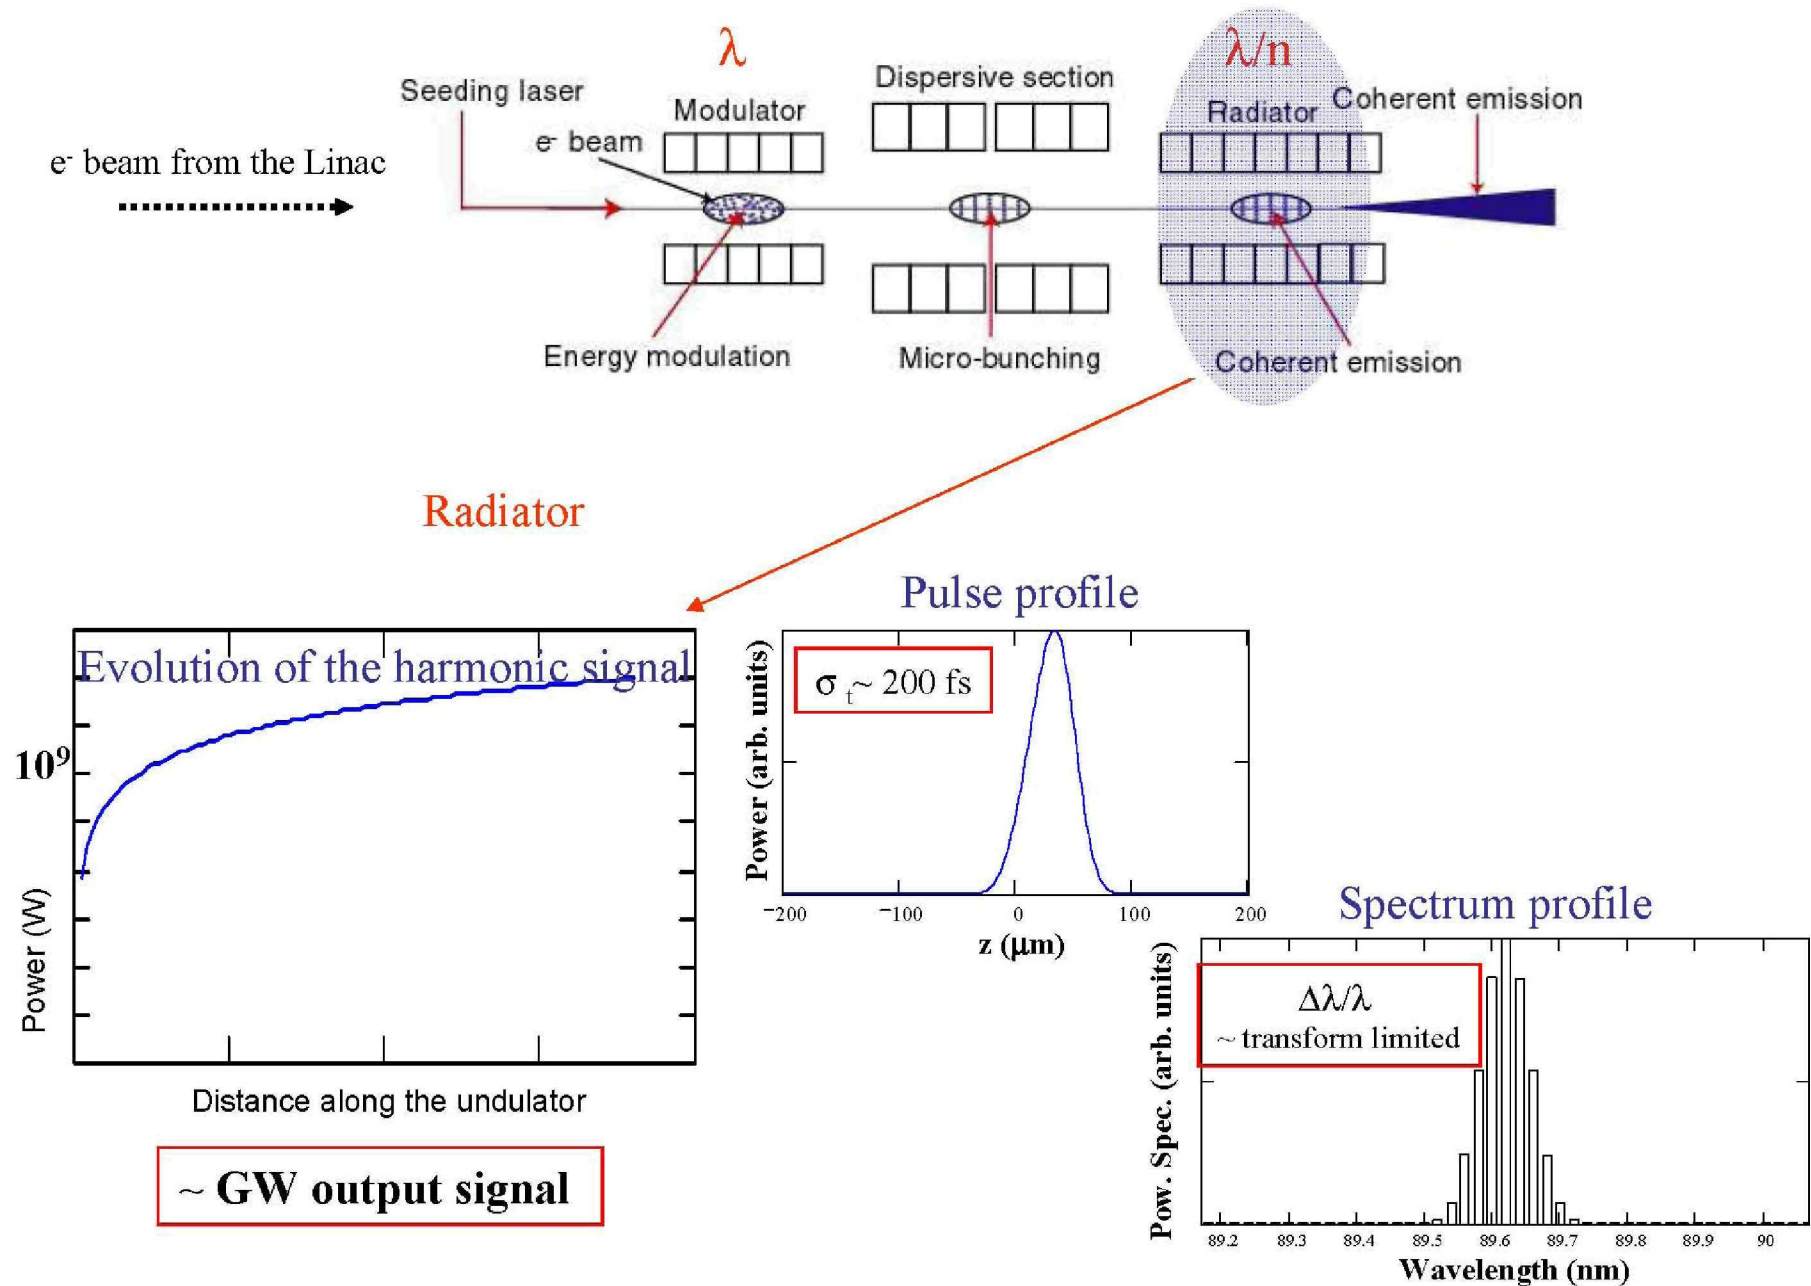 λ
λ/n
Seeding laser
Modulator
Dispersive section
Radiator
Coherent emission
e- beam
e- beam from the Linac
Energy modulation
Micro-bunching
Coherent emission
Radiator
Evolution of the harmonic signal
10⁹
Power (W)
Distance along the undulator
~ GW output signal
Pulse profile
σ t~ 200 fs
Power (arb. units)
−200 −100 0 100 200
z (μm)
Spectrum profile
Δλ/λ
~ transform limited
Pow. Spec. (arb. units)
89.2 89.3 89.4 89.5 89.6 89.7 89.8 89.9 90
Wavelength (nm)